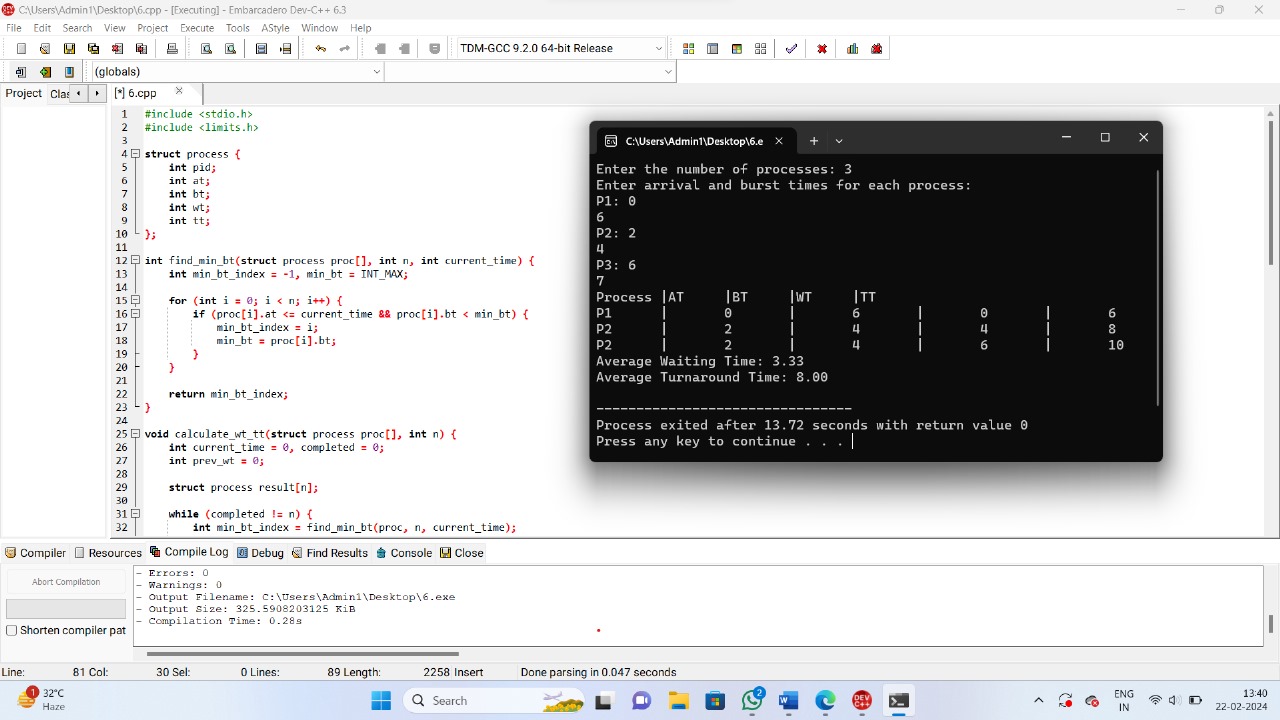 C:\Users\Admin1\Desktop\6.cpp - [Executing] - Embarcadero Dev-C++ 6.3
File Edit Search View Project Execute Tools AStyle Window Help
TDM-GCC 9.2.0 64-bit Release
(globals)
Project Clas [*] 6.cpp
1 #include <stdio.h>
2 #include <limits.h>
3
4 struct process {
5 int pid;
6 int at;
7 int bt;
8 int wt;
9 int tt;
10 };
11
12 int find_min_bt(struct process proc[], int n, int current_time) {
13 int min_bt_index = -1, min_bt = INT_MAX;
14
15 for (int i = 0; i < n; i++) {
16 if (proc[i].at <= current_time && proc[i].bt < min_bt) {
17 min_bt_index = i;
18 min_bt = proc[i].bt;
19 }
20 }
21
22 return min_bt_index;
23 }
24
25 void calculate_wt_tt(struct process proc[], int n) {
26 int current_time = 0, completed = 0;
27 int prev_wt = 0;
28
29 struct process result[n];
30
31 while (completed != n) {
32 int min_bt_index = find_min_bt(proc, n, current_time);
C:\Users\Admin1\Desktop\6.e
Enter the number of processes: 3
Enter arrival and burst times for each process:
P1: 0
6
P2: 2
4
P3: 6
7
Process |AT |BT |WT |TT
P1 | 0 | 6 | 0 | 6
P2 | 2 | 4 | 4 | 8
P2 | 2 | 4 | 6 | 10
Average Waiting Time: 3.33
Average Turnaround Time: 8.00
--------------------------------
Process exited after 13.72 seconds with return value 0
Press any key to continue . . .
Compiler Resources Compile Log Debug Find Results Console Close
Abort Compilation
Shorten compiler pat
- Errors: 0
- Warnings: 0
- Output Filename: C:\Users\Admin1\Desktop\6.exe
- Output Size: 325.5908203125 KiB
- Compilation Time: 0.28s
Line: 81 Col: 30 Sel: 0 Lines: 89 Length: 2258 Insert Done parsing in 0.047 seconds
1
32°C
Haze
Search
2
DEV C++
ENG
IN
13:40
22-02-2024